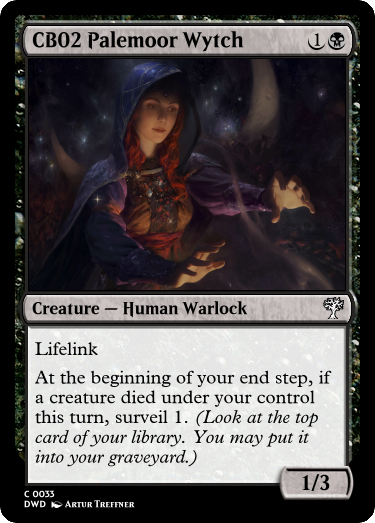 CB02 Palemoor Wytch 1
Creature — Human Warlock
Lifelink
At the beginning of your end step, if
a creature died under your control
this turn, surveil 1. (Look at the top
card of your library. You may put it
into your graveyard.)
1/3
C 0033
DWD Artur Treffner